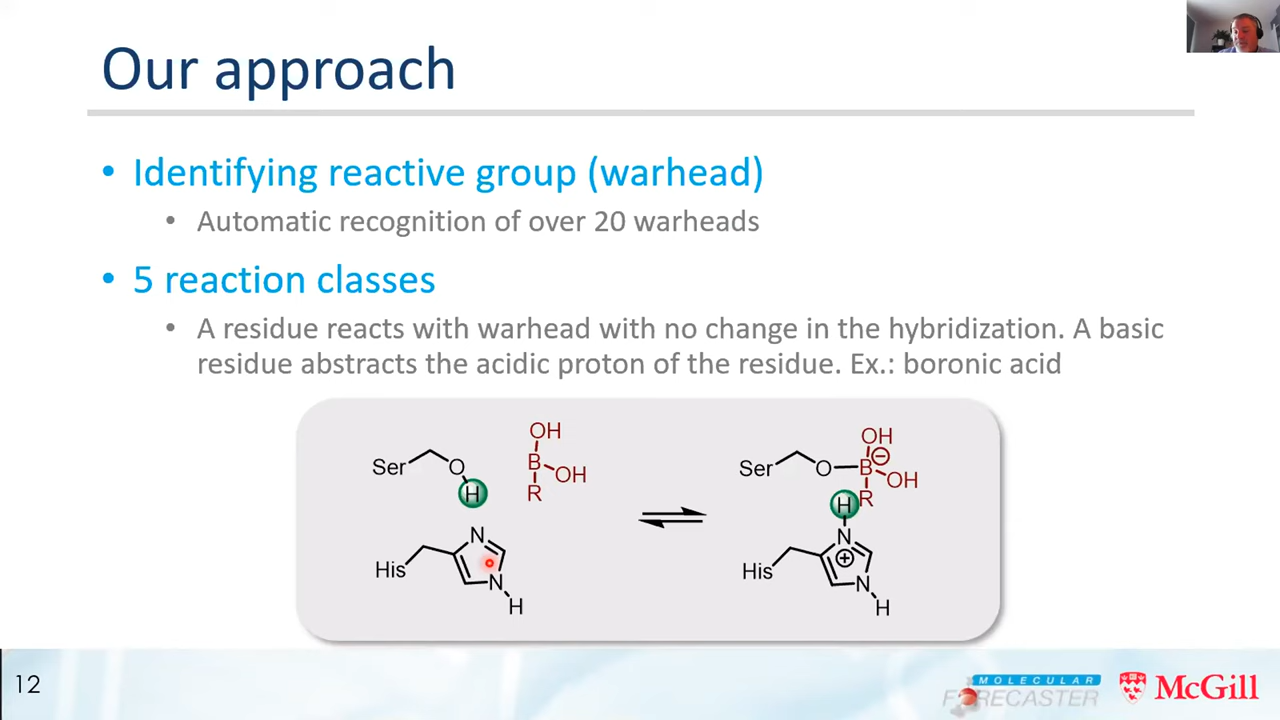 Our approach
• Identifying reactive group (warhead)
• Automatic recognition of over 20 warheads
• 5 reaction classes
• A residue reacts with warhead with no change in the hybridization. A basic
residue abstracts the acidic proton of the residue. Ex.: boronic acid
Ser O H
OH
B OH
R
His N
N
H
Ser O B OH
OH
R
H
His N
N
H
12
MOLECULAR
FORECASTER
McGill